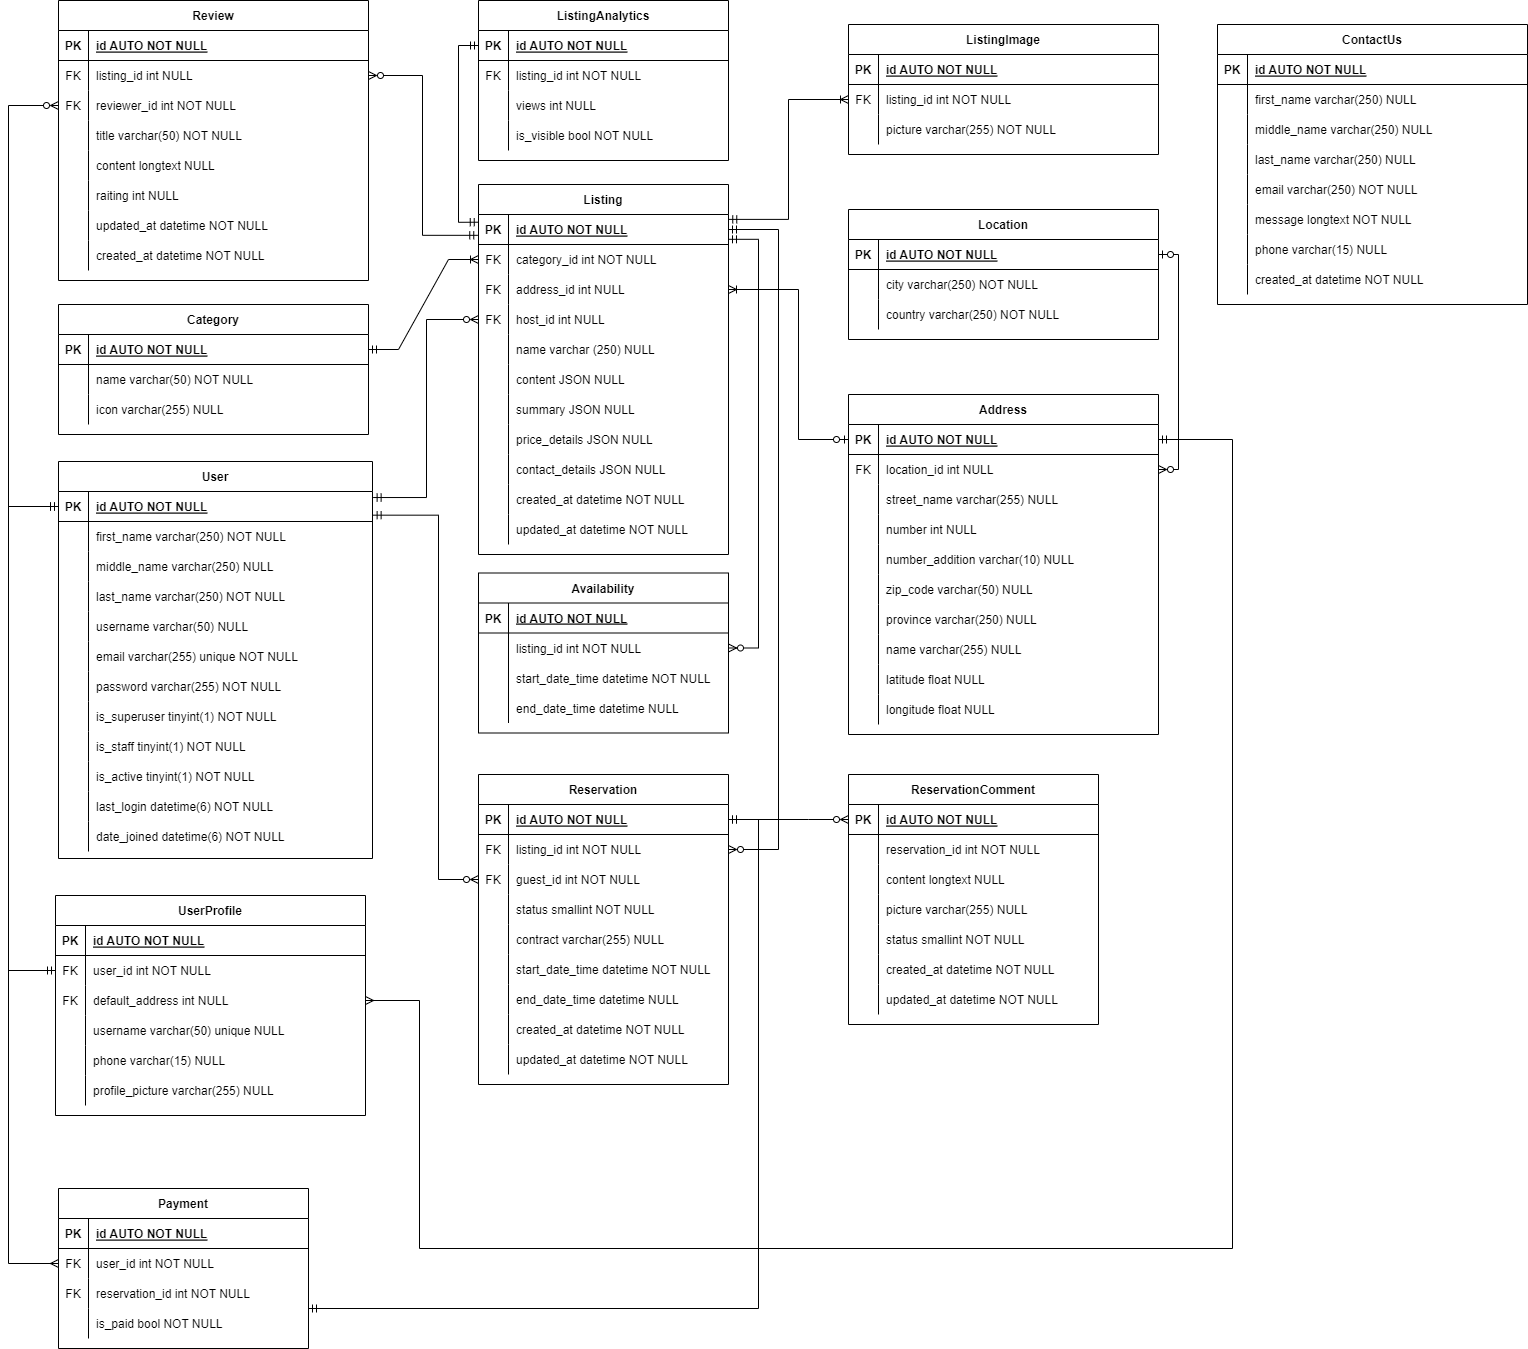 Review
PK id AUTO NOT NULL
FK listing_id int NULL
FK reviewer_id int NOT NULL
title varchar(50) NOT NULL
content longtext NULL
raiting int NULL
updated_at datetime NOT NULL
created_at datetime NOT NULL
Category
PK id AUTO NOT NULL
name varchar(50) NOT NULL
icon varchar(255) NULL
User
PK id AUTO NOT NULL
first_name varchar(250) NOT NULL
middle_name varchar(250) NULL
last_name varchar(250) NOT NULL
username varchar(50) NULL
email varchar(255) unique NOT NULL
password varchar(255) NOT NULL
is_superuser tinyint(1) NOT NULL
is_staff tinyint(1) NOT NULL
is_active tinyint(1) NOT NULL
last_login datetime(6) NOT NULL
date_joined datetime(6) NOT NULL
UserProfile
PK id AUTO NOT NULL
FK user_id int NOT NULL
FK default_address int NULL
username varchar(50) unique NULL
phone varchar(15) NULL
profile_picture varchar(255) NULL
Payment
PK id AUTO NOT NULL
FK user_id int NOT NULL
FK reservation_id int NOT NULL
is_paid bool NOT NULL
ListingAnalytics
PK id AUTO NOT NULL
FK listing_id int NOT NULL
views int NULL
is_visible bool NOT NULL
Listing
PK id AUTO NOT NULL
FK category_id int NOT NULL
FK address_id int NULL
FK host_id int NULL
name varchar (250) NULL
content JSON NULL
summary JSON NULL
price_details JSON NULL
contact_details JSON NULL
created_at datetime NOT NULL
updated_at datetime NOT NULL
Availability
PK id AUTO NOT NULL
listing_id int NOT NULL
start_date_time datetime NOT NULL
end_date_time datetime NULL
Reservation
PK id AUTO NOT NULL
FK listing_id int NOT NULL
FK guest_id int NOT NULL
status smallint NOT NULL
contract varchar(255) NULL
start_date_time datetime NOT NULL
end_date_time datetime NULL
created_at datetime NOT NULL
updated_at datetime NOT NULL
ListingImage
PK id AUTO NOT NULL
FK listing_id int NOT NULL
picture varchar(255) NOT NULL
Location
PK id AUTO NOT NULL
city varchar(250) NOT NULL
country varchar(250) NOT NULL
Address
PK id AUTO NOT NULL
FK location_id int NULL
street_name varchar(255) NULL
number int NULL
number_addition varchar(10) NULL
zip_code varchar(50) NULL
province varchar(250) NULL
name varchar(255) NULL
latitude float NULL
longitude float NULL
ReservationComment
PK id AUTO NOT NULL
reservation_id int NOT NULL
content longtext NULL
picture varchar(255) NULL
status smallint NOT NULL
created_at datetime NOT NULL
updated_at datetime NOT NULL
ContactUs
PK id AUTO NOT NULL
first_name varchar(250) NULL
middle_name varchar(250) NULL
last_name varchar(250) NULL
email varchar(250) NOT NULL
message longtext NOT NULL
phone varchar(15) NULL
created_at datetime NOT NULL